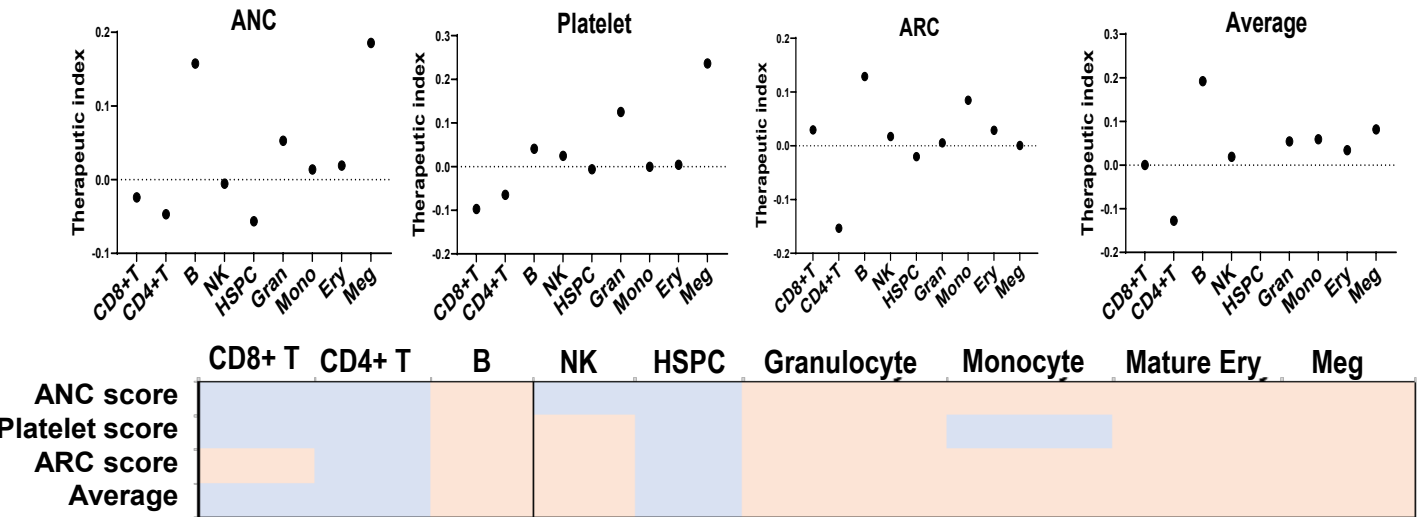 ANC
Therapeutic index
0.2
0.1
0.0
-0.1
CD8+T
CD4+T
B
NK
HSPC
Gran
Mono
Ery
Meg
Platelet
Therapeutic index
0.3
0.2
0.1
0.0
-0.1
-0.2
CD8+T
CD4+T
B
NK
HSPC
Gran
Mono
Ery
Meg
ARC
Therapeutic index
0.2
0.1
0.0
-0.1
-0.2
CD8+T
CD4+T
B
NK
HSPC
Gran
Mono
Ery
Meg
Average
Therapeutic index
0.3
0.2
0.1
0.0
-0.1
-0.2
CD8+T
CD4+T
B
NK
HSPC
Gran
Mono
Ery
Meg
CD8+ T CD4+ T B NK HSPC Granulocyte Monocyte Mature Ery Meg
ANC score
Platelet score
ARC score
Average